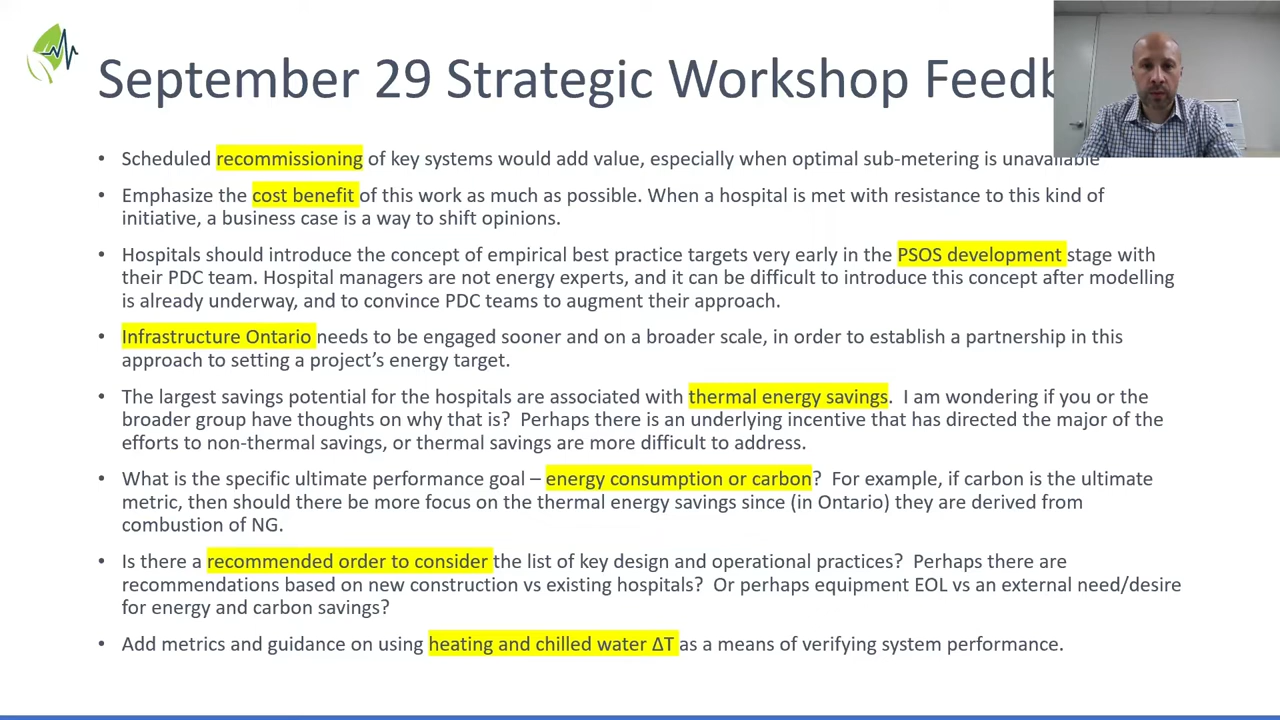 September 29 Strategic Workshop
• Scheduled recommissioning of key systems would add value, especially when optimal sub-metering is unavailable
• Emphasize the cost benefit of this work as much as possible. When a hospital is met with resistance to this kind of
initiative, a business case is a way to shift opinions.
• Hospitals should introduce the concept of empirical best practice targets very early in the PSOS development stage with
their PDC team. Hospital managers are not energy experts, and it can be difficult to introduce this concept after modelling
is already underway, and to convince PDC teams to augment their approach.
• Infrastructure Ontario needs to be engaged sooner and on a broader scale, in order to establish a partnership in this
approach to setting a project's energy target.
• The largest savings potential for the hospitals are associated with thermal energy savings. I am wondering if you or the
broader group have thoughts on why that is? Perhaps there is an underlying incentive that has directed the major of the
efforts to non-thermal savings, or thermal savings are more difficult to address.
• What is the specific ultimate performance goal – energy consumption or carbon? For example, if carbon is the ultimate
metric, then should there be more focus on the thermal energy savings since (in Ontario) they are derived from
combustion of NG.
• Is there a recommended order to consider the list of key design and operational practices? Perhaps there are
recommendations based on new construction vs existing hospitals? Or perhaps equipment EOL vs an external need/desire
for energy and carbon savings?
• Add metrics and guidance on using heating and chilled water ΔT as a means of verifying system performance.